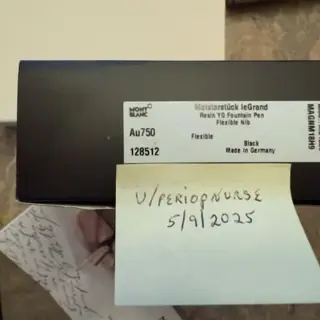 MONT
BLANC
Meisterstück leGrand
Resin YG Fountain Pen
Flexible Nib
Au750
Flexible
128512
Black
Made in Germany
MAGNM18H9
U/PERIOPNURSE
5/9/2025